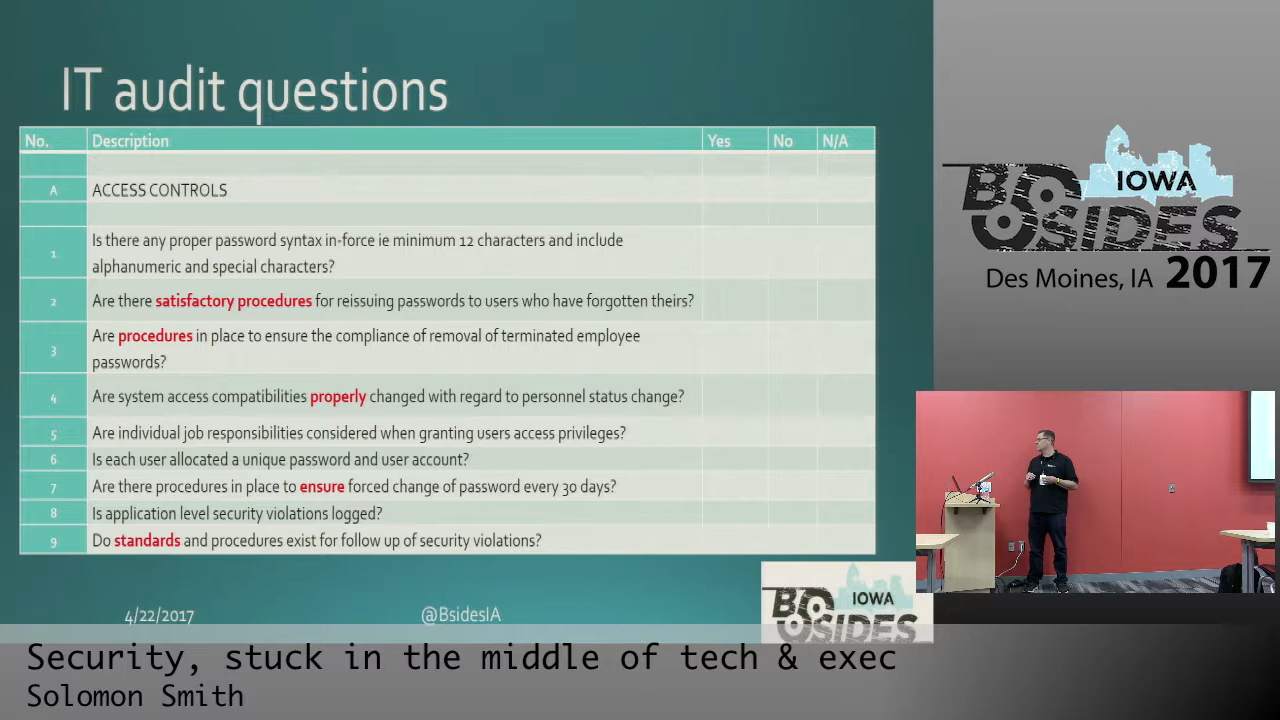 IT audit questions
No. Description Yes No N/A
A ACCESS CONTROLS
1 Is there any proper password syntax in-force ie minimum 12 characters and include
alphanumeric and special characters?
2 Are there satisfactory procedures for reissuing passwords to users who have forgotten theirs?
3 Are procedures in place to ensure the compliance of removal of terminated employee
passwords?
4 Are system access compatibilities properly changed with regard to personnel status change?
5 Are individual job responsibilities considered when granting users access privileges?
6 Is each user allocated a unique password and user account?
7 Are there procedures in place to ensure forced change of password every 30 days?
8 Is application level security violations logged?
9 Do standards and procedures exist for follow up of security violations?
4/22/2017
@BsidesIA
IOWA
BSIDES
IOWA
BSIDES
Des Moines, IA 2017
Security, stuck in the middle of tech & exec
Solomon Smith